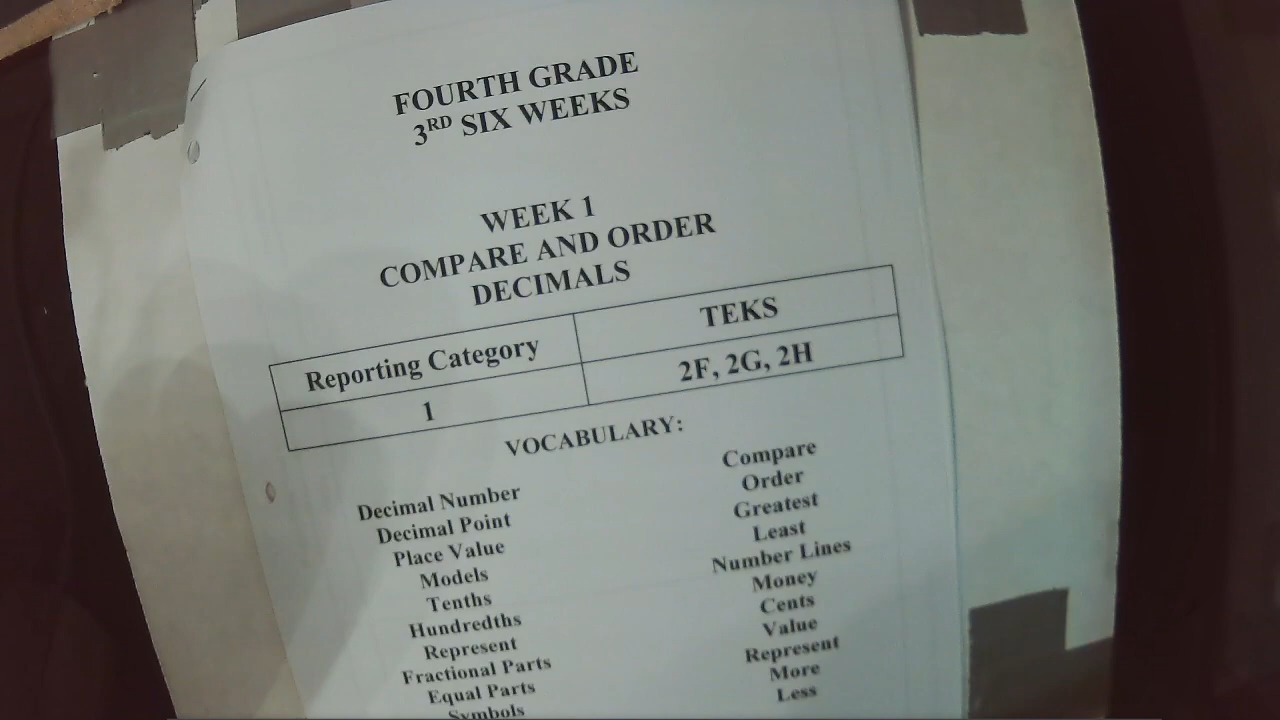 FOURTH GRADE
3RD SIX WEEKS
WEEK 1
COMPARE AND ORDER
DECIMALS
Reporting Category
TEKS
1
2F, 2G, 2H
VOCABULARY:
Decimal Number
Decimal Point
Place Value
Models
Tenths
Hundredths
Represent
Fractional Parts
Equal Parts
Symbols
Compare
Order
Greatest
Least
Number Lines
Money
Cents
Value
Represent
More
Less